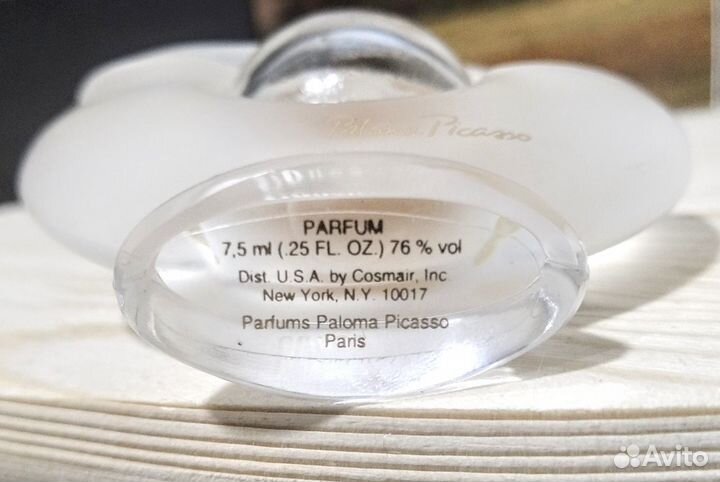 Paloma Picasso
PARFUM
7,5 ml (.25 FL. OZ.) 76 % vol
Dist. U.S.A. by Cosmair, Inc.
New York, N.Y. 10017
Parfums Paloma Picasso
Paris
Avito